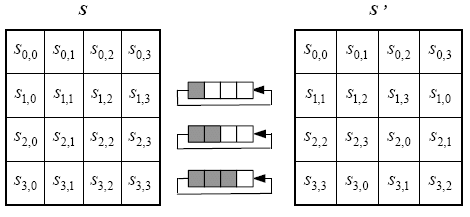 S S'
S0,0 S0,1 S0,2 S0,3 S0,0 S0,1 S0,2 S0,3
S1,0 S1,1 S1,2 S1,3 S1,1 S1,2 S1,3 S1,0
S2,0 S2,1 S2,2 S2,3 S2,2 S2,3 S2,0 S2,1
S3,0 S3,1 S3,2 S3,3 S3,3 S3,0 S3,1 S3,2